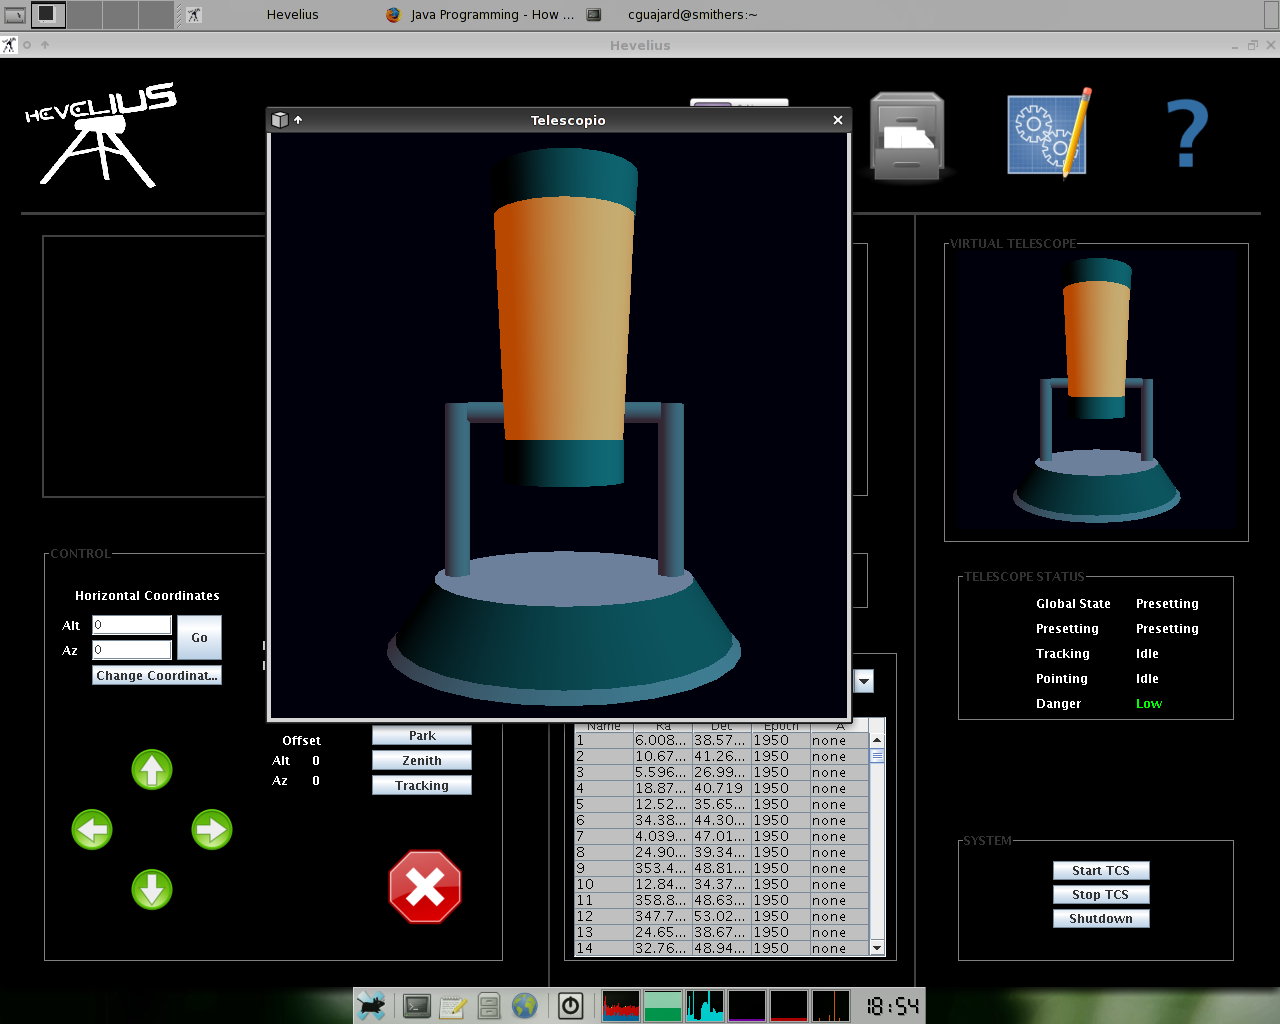 Hevelius
Java Programming - How ...
cguajard@smithers:~
Hevelius
HEVELIUS
Telescopio
?
VIRTUAL TELESCOPE
CONTROL
Horizontal Coordinates
Alt 0
Az 0
Go
Change Coordinat...
Offset
Alt 0
Az 0
Park
Zenith
Tracking
Name Ra Dec Epoch A
1 6.008... 38.57... 1950 none
2 10.67... 41.26... 1950 none
3 5.596... 26.99... 1950 none
4 18.87... 40.719 1950 none
5 12.52... 35.65... 1950 none
6 34.38... 44.30... 1950 none
7 4.039... 47.01... 1950 none
8 24.90... 39.34... 1950 none
9 353.4... 48.81... 1950 none
10 12.84... 34.37... 1950 none
11 358.8... 48.63... 1950 none
12 347.7... 53.02... 1950 none
13 24.65... 38.67... 1950 none
14 32.76... 48.94... 1950 none
TELESCOPE STATUS
Global State Presetting
Presetting Presetting
Tracking Idle
Pointing Idle
Danger Low
SYSTEM
Start TCS
Stop TCS
Shutdown
18:54